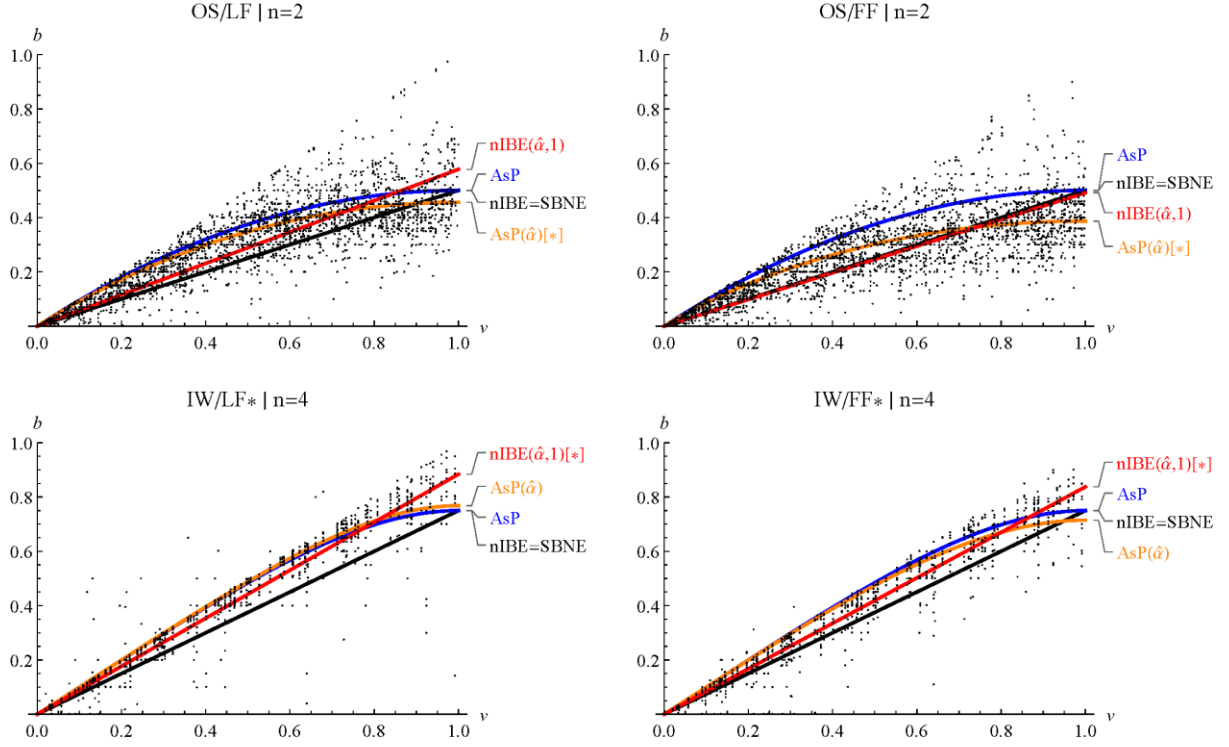 OS/LF | n=2
b
1.0
0.8
0.6
0.4
0.2
0.0 0.2 0.4 0.6 0.8 1.0
v
nIBE(α̂,1)
AsP
nIBE=SBNE
AsP(α̂)[*]
OS/FF | n=2
b
1.0
0.8
0.6
0.4
0.2
0.0 0.2 0.4 0.6 0.8 1.0
v
AsP
nIBE=SBNE
nIBE(α̂,1)
AsP(α̂)[*]
IW/LF* | n=4
b
1.0
0.8
0.6
0.4
0.2
0.0 0.2 0.4 0.6 0.8 1.0
v
nIBE(α̂,1)[*]
AsP(α̂)
AsP
nIBE=SBNE
IW/FF* | n=4
b
1.0
0.8
0.6
0.4
0.2
0.0 0.2 0.4 0.6 0.8 1.0
v
nIBE(α̂,1)[*]
AsP
nIBE=SBNE
AsP(α̂)